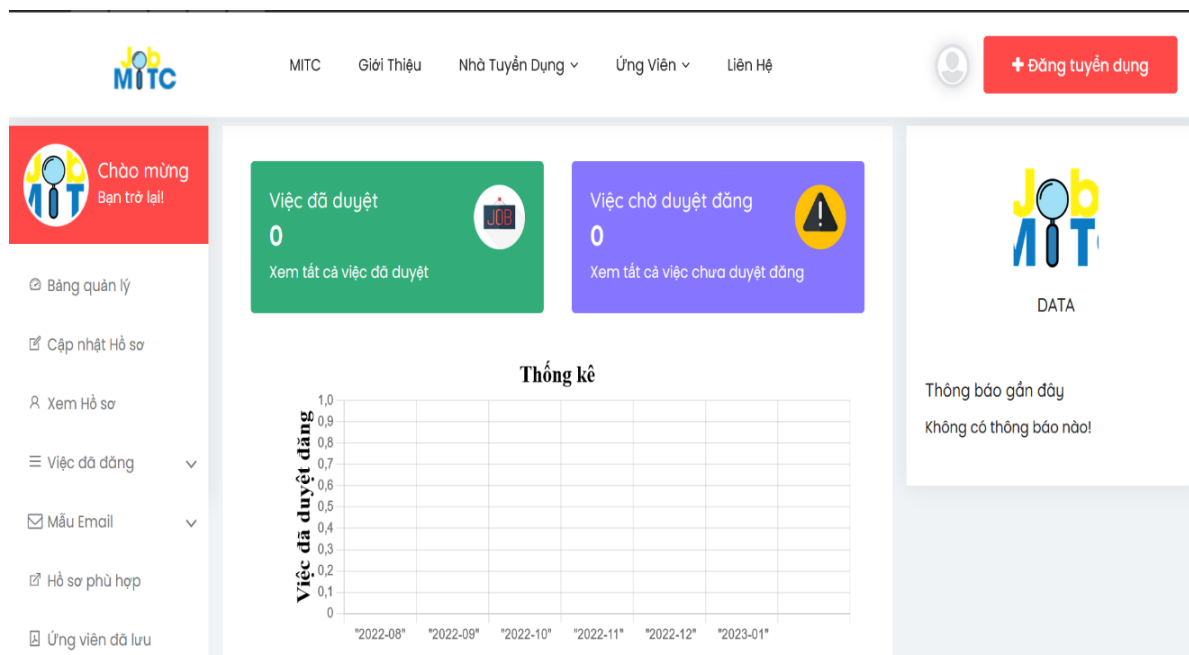 Job
MITC
MITC
Giới Thiệu
Nhà Tuyển Dụng
Ứng Viên
Liên Hệ
+ Đăng tuyển dụng
Job
MIT
Chào mừng
Bạn trở lại!
Bảng quản lý
Cập nhật Hồ sơ
Xem Hồ sơ
Việc đã đăng
Mẫu Email
Hồ sơ phù hợp
Ứng viên đã lưu
Việc đã duyệt
0
Xem tất cả việc đã duyệt
JOB
Việc chờ duyệt đăng
0
Xem tất cả việc chưa duyệt đăng
Thống kê
Việc đã duyệt đăng
1,0
0,9
0,8
0,7
0,6
0,5
0,4
0,3
0,2
0,1
0
"2022-08" "2022-09" "2022-10" "2022-11" "2022-12" "2023-01"
Job
MITC
DATA
Thông báo gần đây
Không có thông báo nào!